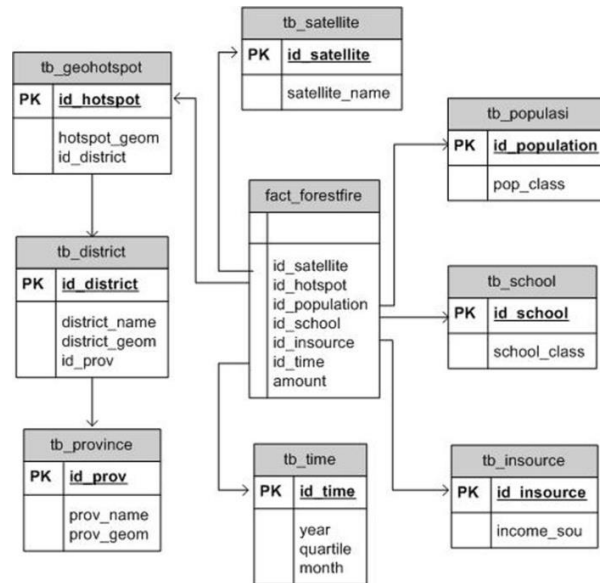 tb_satellite
PK id_satellite
satellite_name
tb_geohotspot
PK id_hotspot
hotspot_geom
id_district
tb_populasi
PK id_population
pop_class
fact_forestfire
id_satellite
id_hotspot
id_population
id_school
id_insource
id_time
amount
tb_district
PK id_district
district_name
district_geom
id_prov
tb_school
PK id_school
school_class
tb_province
PK id_prov
prov_name
prov_geom
tb_time
PK id_time
year
quartile
month
tb_insource
PK id_insource
income_sou